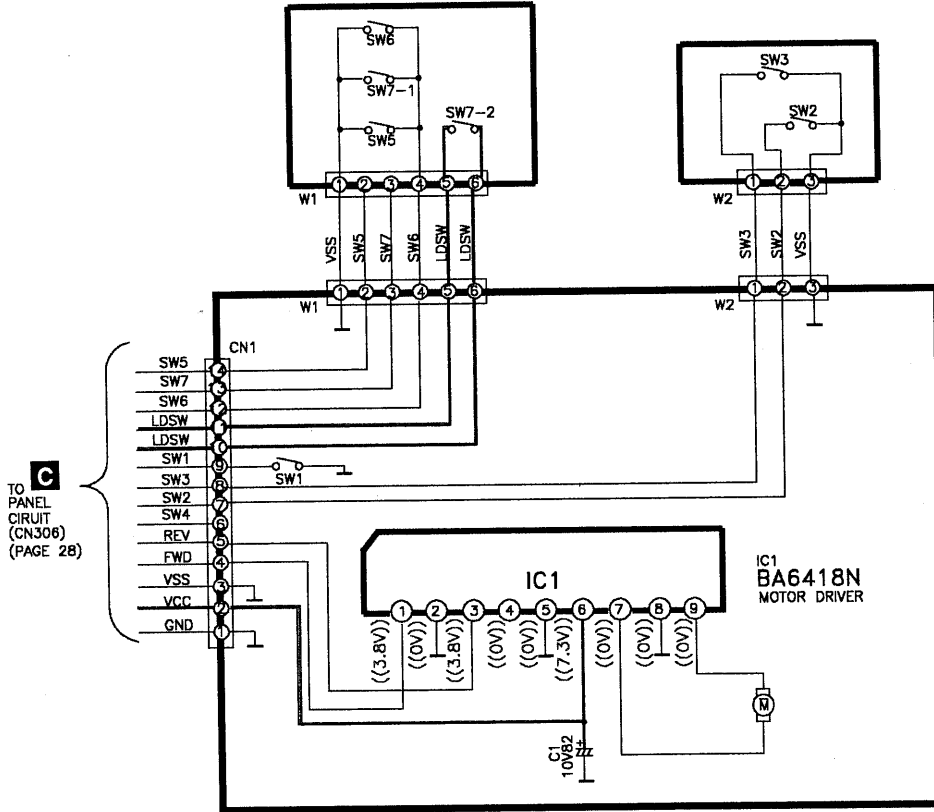 SW6
SW7-1
SW5
SW7-2
SW3
SW2
1 2 3 4 5 6
W1
1 2 3
W2
VSS
SW5
SW7
SW6
LDSW
LDSW
SW3
SW2
VSS
1 2 3 4 5 6
W1
1 2 3
W2
CN1
SW5 4
SW7 3
SW6 2
LDSW 1
LDSW 0
SW1 9
SW1
SW3 8
SW2 7
SW4 6
REV 5
FWD 4
VSS 3
VCC 2
GND 1
C
TO
PANEL
CIRUIT
(CN306)
(PAGE 28)
IC1
1 2 3 4 5 6 7 8 9
IC1
BA6418N
MOTOR DRIVER
((3.8V))
((0V))
((3.8V))
((0V))
((0V))
((7.3V))
((0V))
((0V))
((0V))
M
C1
10V82
+